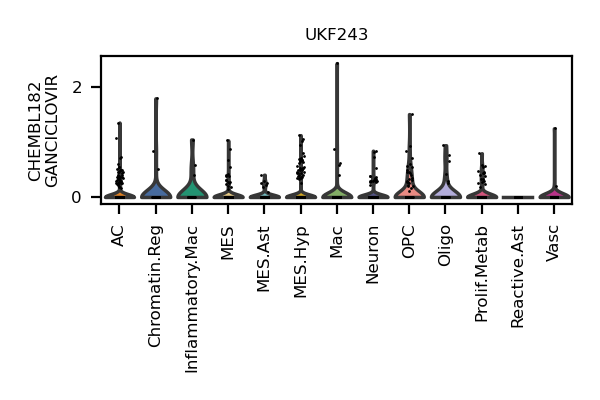 UKF243
CHEMBL182
GANCICLOVIR
2
0
AC
Chromatin.Reg
Inflammatory.Mac
MES
MES.Ast
MES.Hyp
Mac
Neuron
OPC
Oligo
Prolif.Metab
Reactive.Ast
Vasc